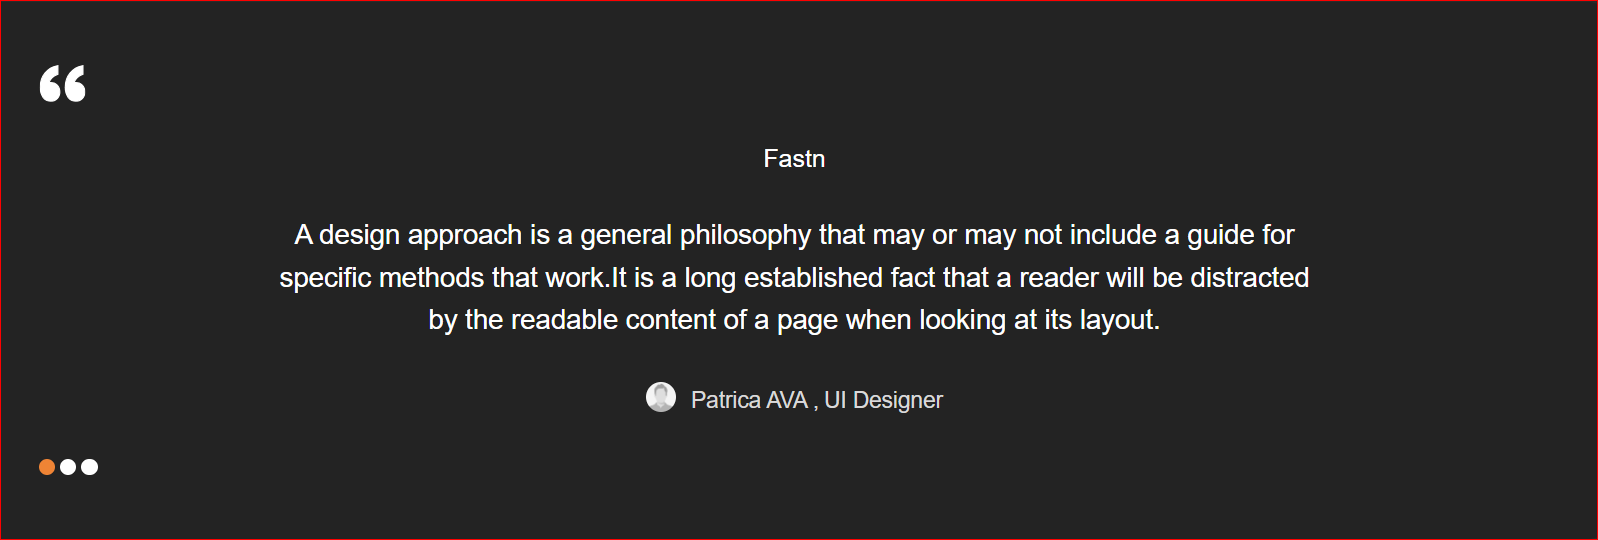 “
Fastn
A design approach is a general philosophy that may or may not include a guide for
specific methods that work.It is a long established fact that a reader will be distracted
by the readable content of a page when looking at its layout.
Patrica AVA , UI Designer